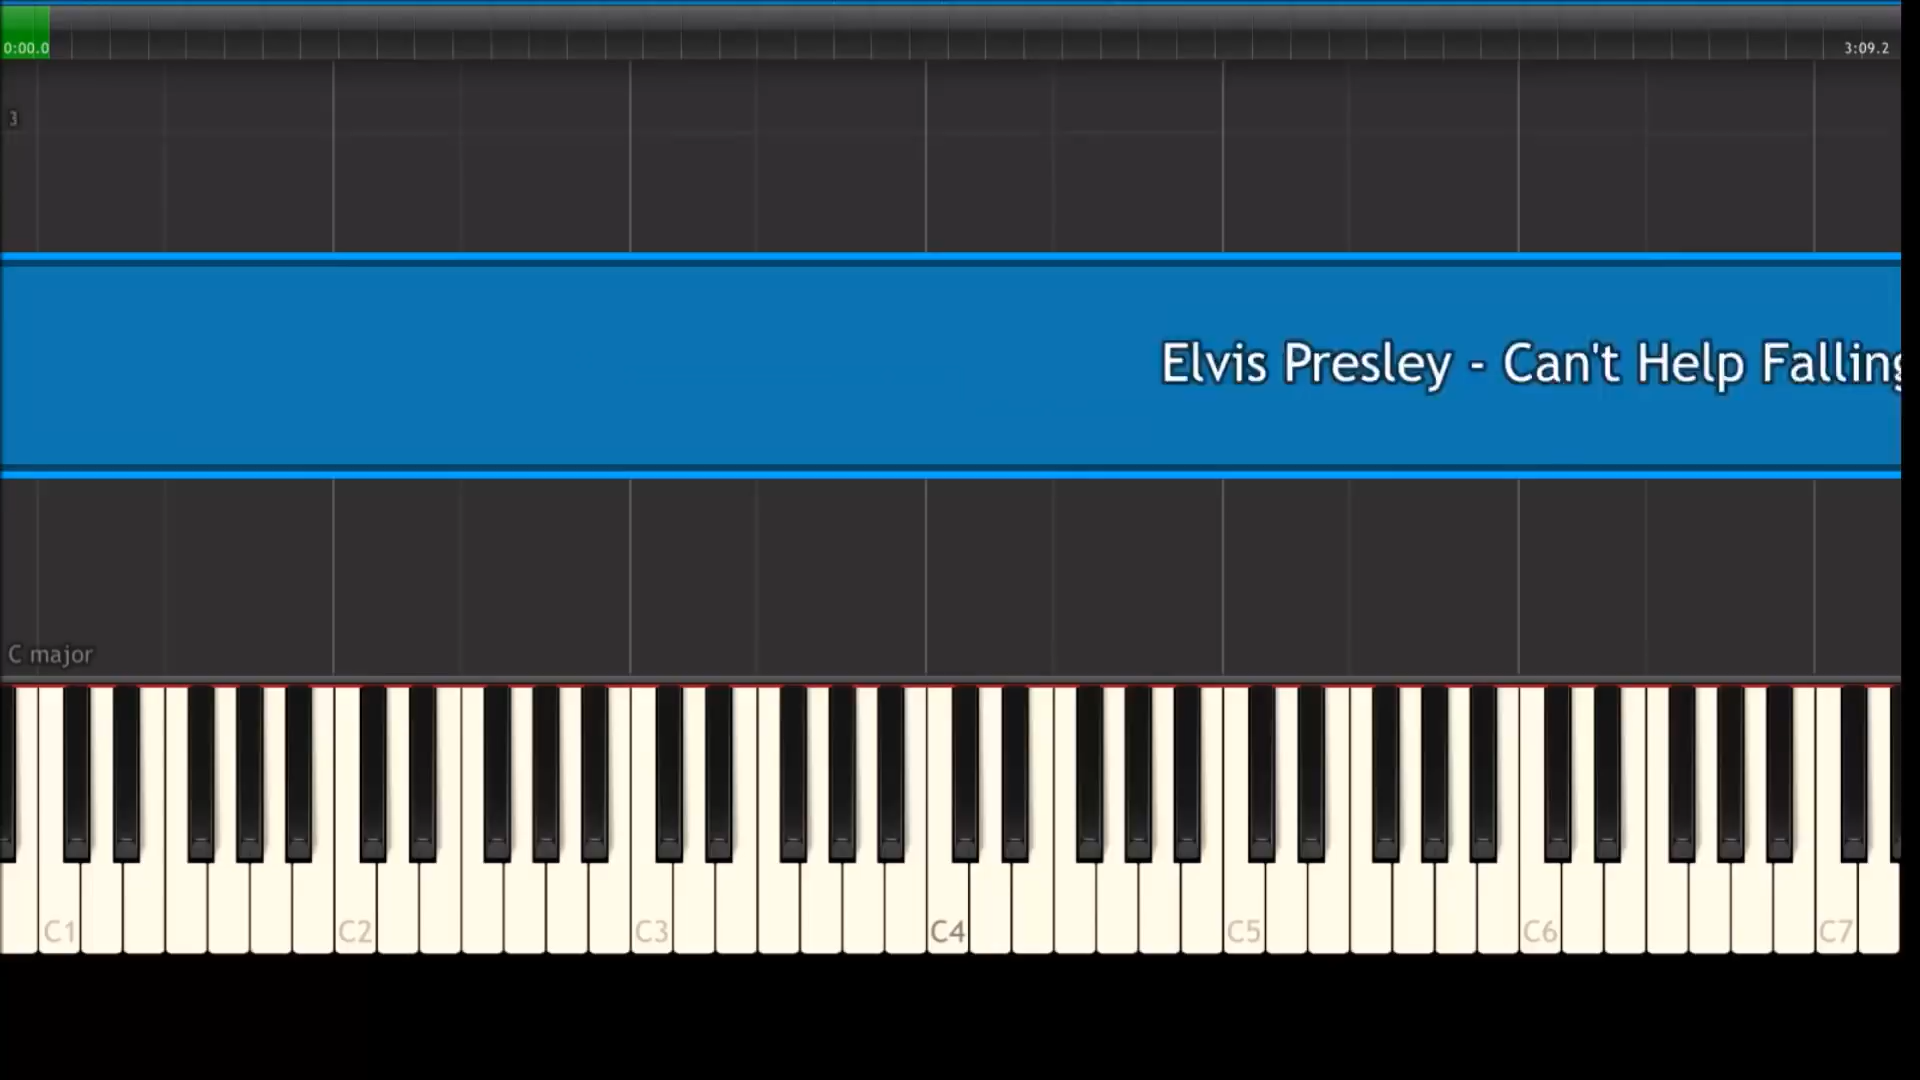 0:00.0
3:09.2
3
Elvis Presley - Can't Help Falling
C major
C1 C2 C3 C4 C5 C6 C7